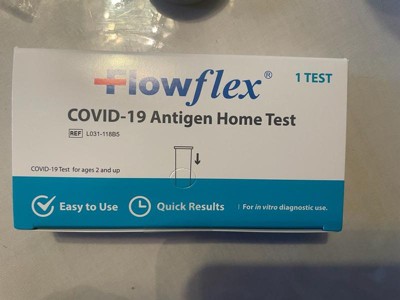 Flowflex®
1 TEST
COVID-19 Antigen Home Test
REF L031-118B5
COVID-19 Test for ages 2 and up
Easy to Use
Quick Results
For in vitro diagnostic use.